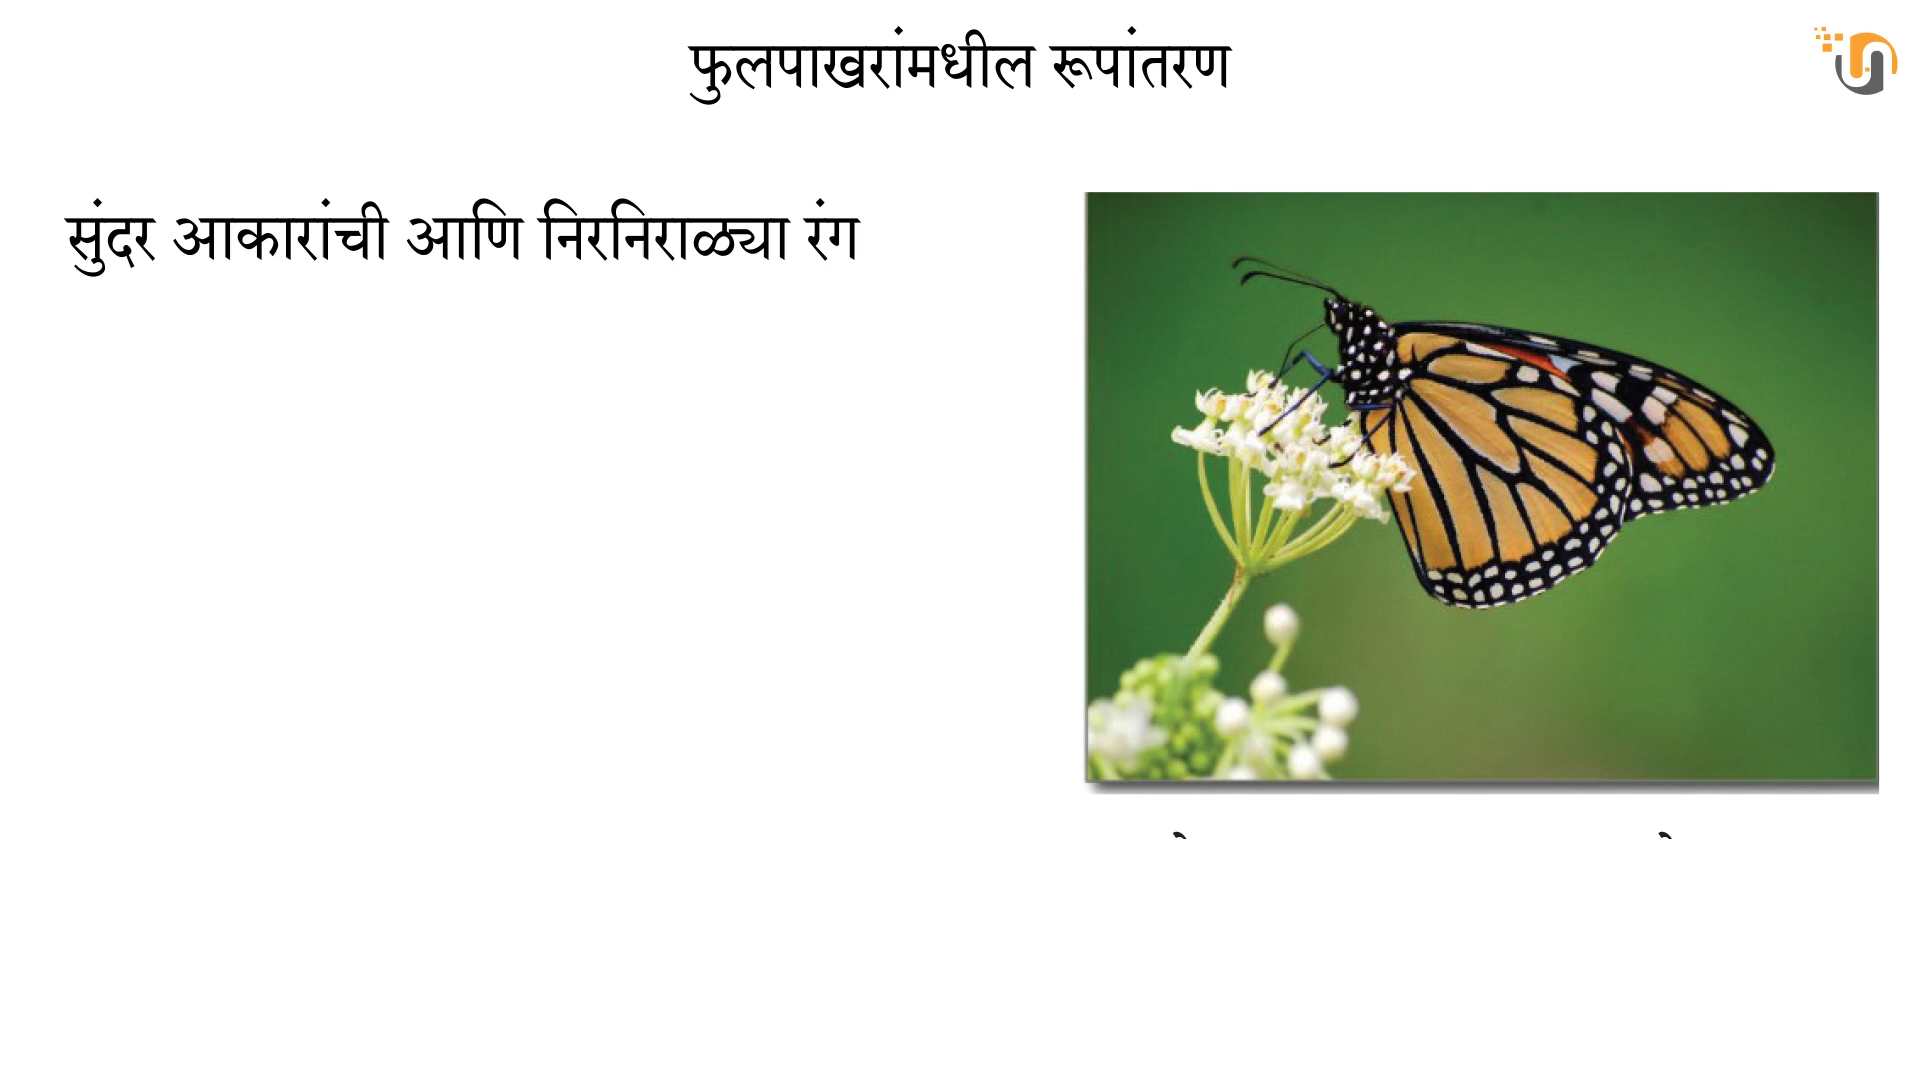 फुलपाखरांमधील रूपांतरण
सुंदर आकारांची आणि निरनिराळ्या रंग